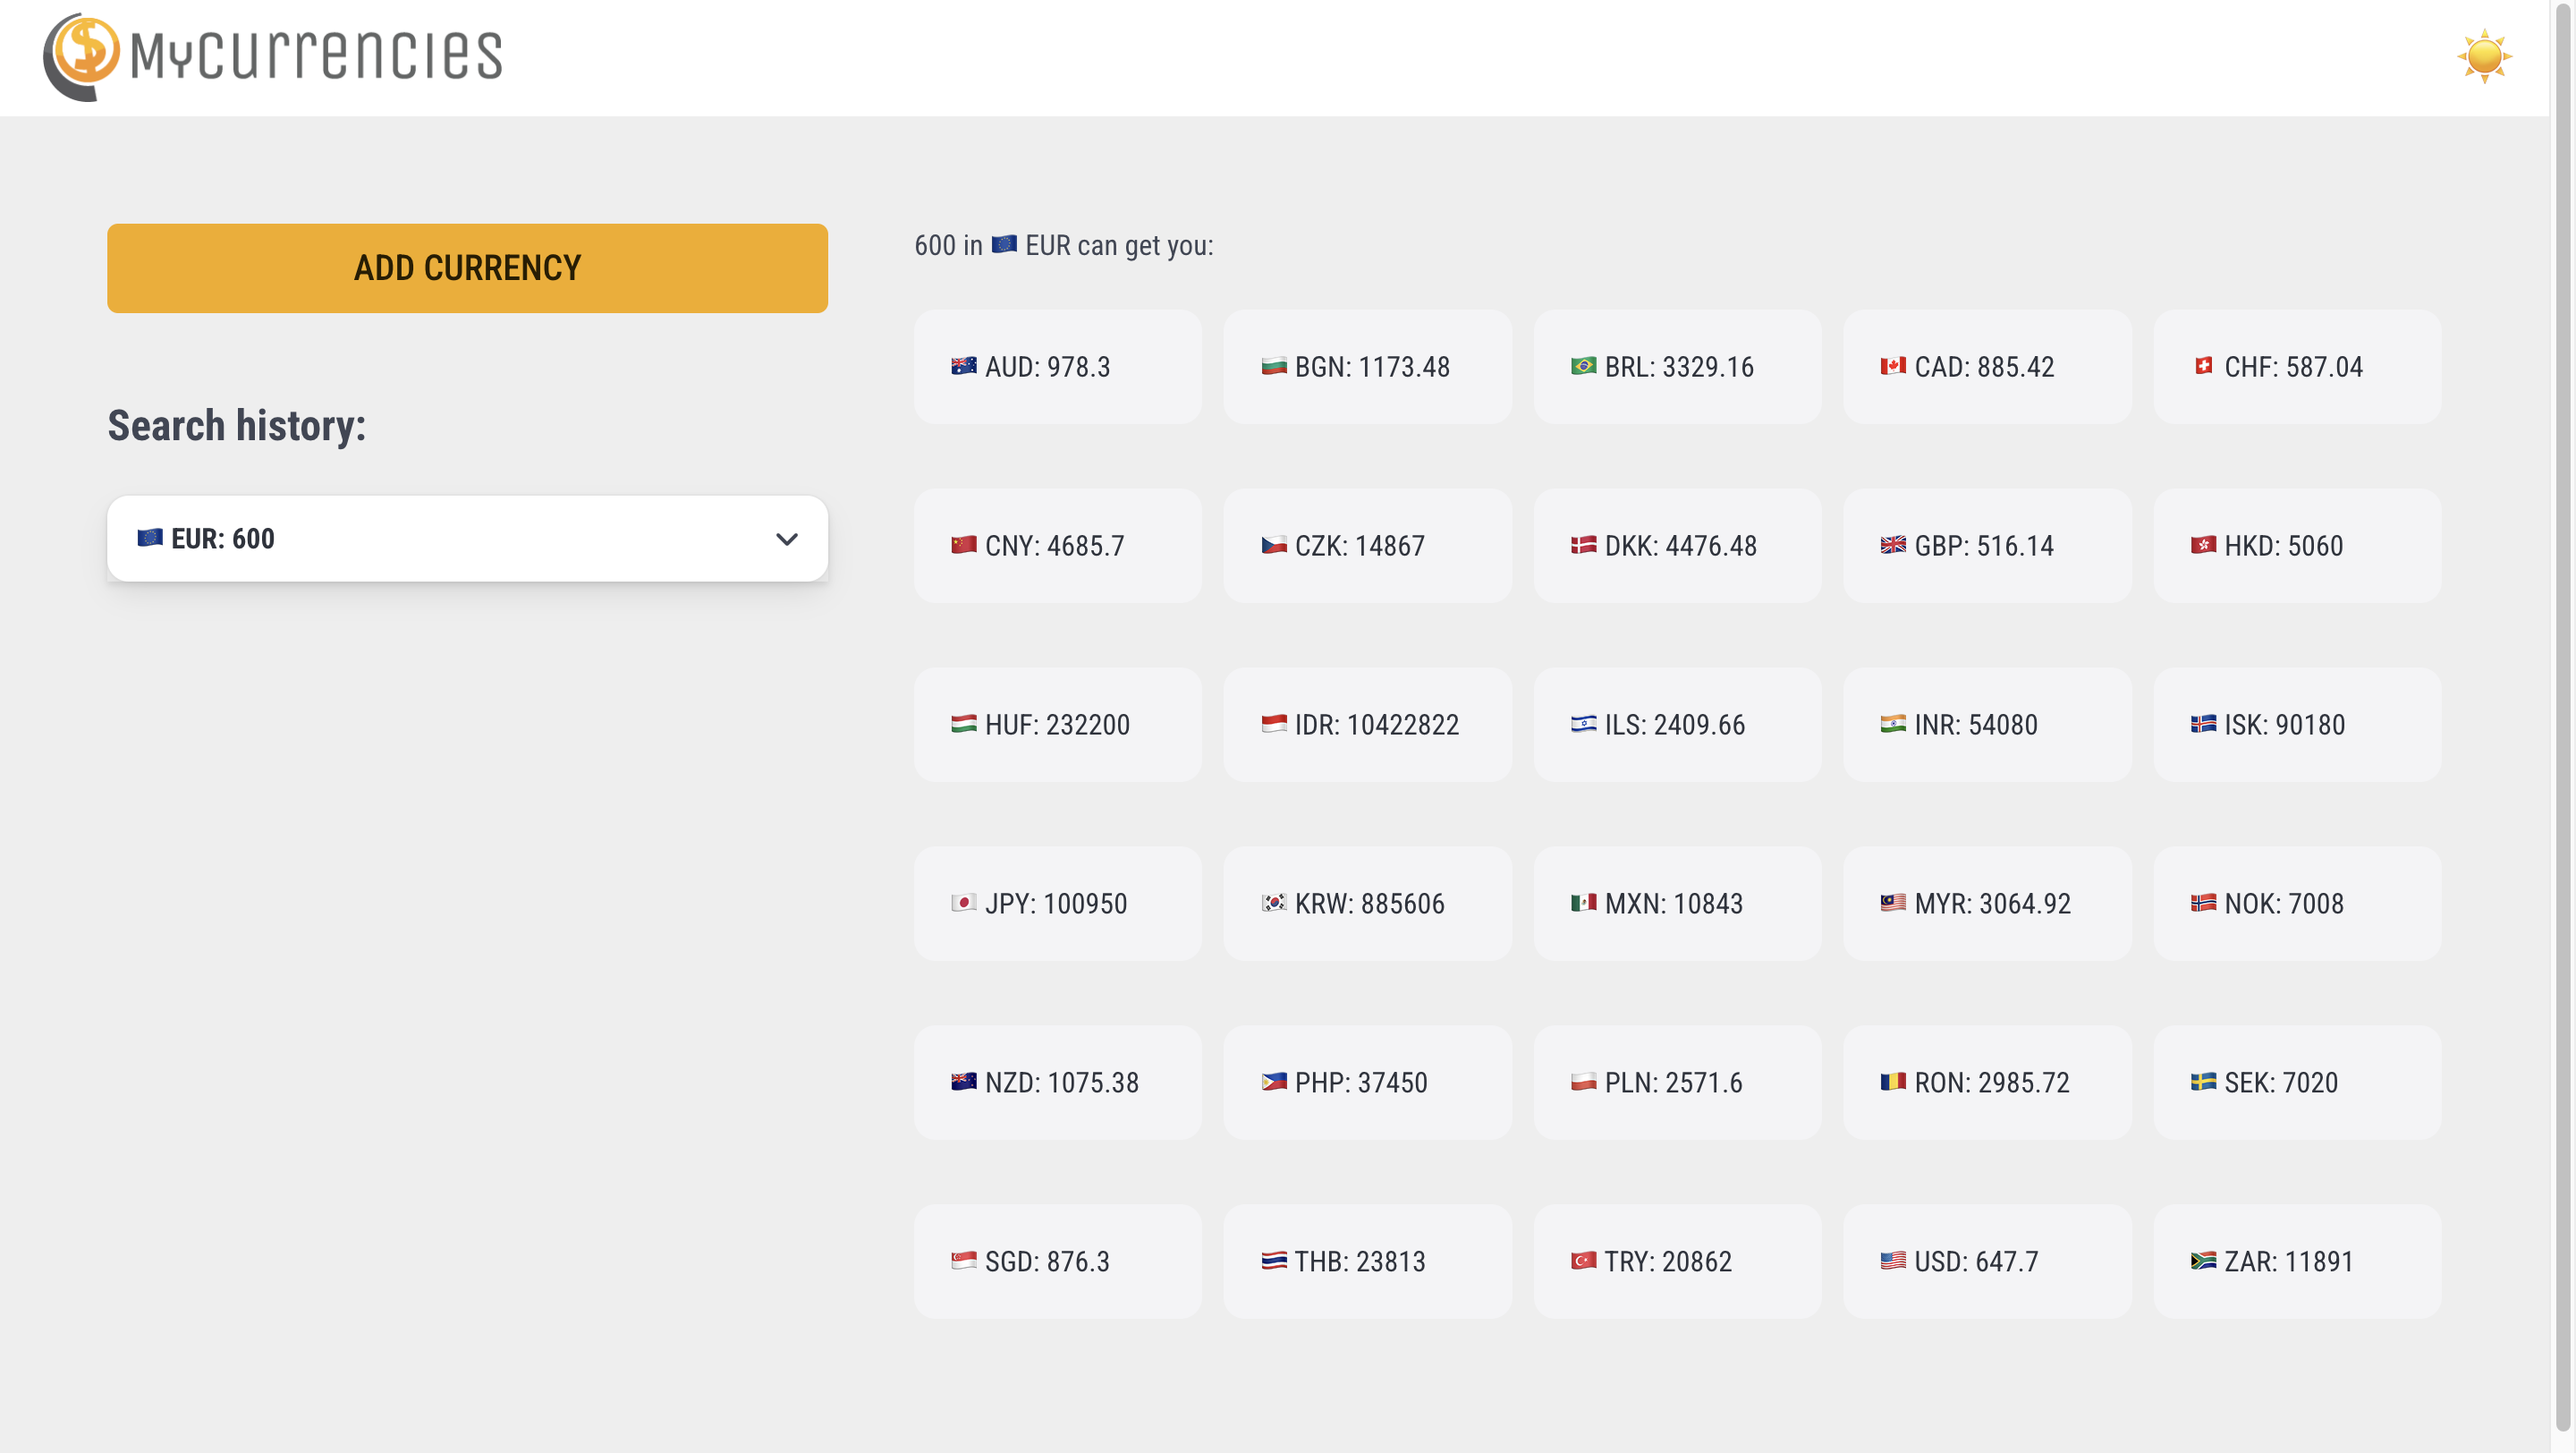 MyCurrencies
ADD CURRENCY
Search history:
EUR: 600
600 in EUR can get you:
AUD: 978.3
BGN: 1173.48
BRL: 3329.16
CAD: 885.42
CHF: 587.04
CNY: 4685.7
CZK: 14867
DKK: 4476.48
GBP: 516.14
HKD: 5060
HUF: 232200
IDR: 10422822
ILS: 2409.66
INR: 54080
ISK: 90180
JPY: 100950
KRW: 885606
MXN: 10843
MYR: 3064.92
NOK: 7008
NZD: 1075.38
PHP: 37450
PLN: 2571.6
RON: 2985.72
SEK: 7020
SGD: 876.3
THB: 23813
TRY: 20862
USD: 647.7
ZAR: 11891